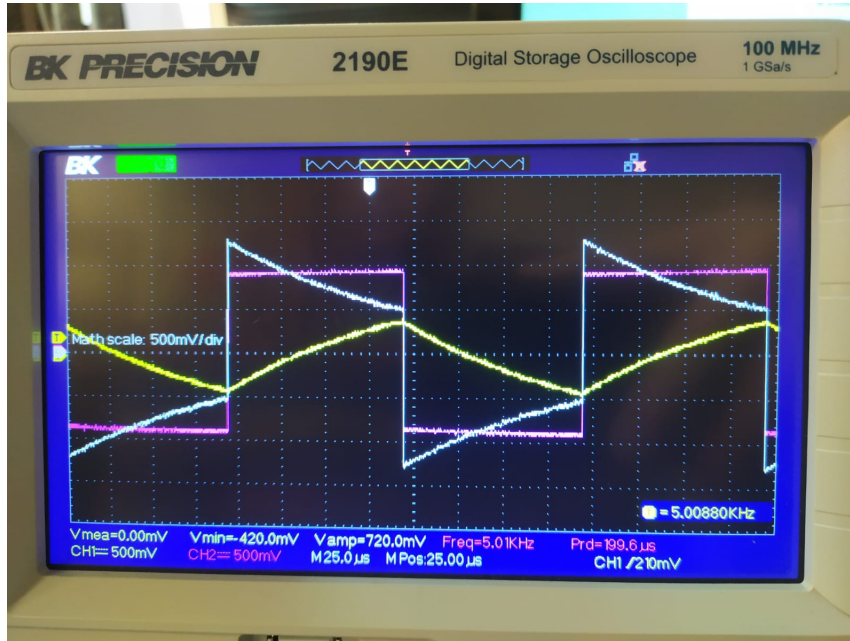 BK PRECISION 2190E Digital Storage Oscilloscope 100 MHz
1 GSa/s
BK
T
T Math scale: 500mV/div
= 5.00880KHz
Vmea=0.00mV Vmin=-420.0mV Vamp=720.0mV Freq=5.01KHz Prd=199.6µs
CH1 500mV CH2 500mV M25.0µs M Pos:25.00µs CH1 210mV